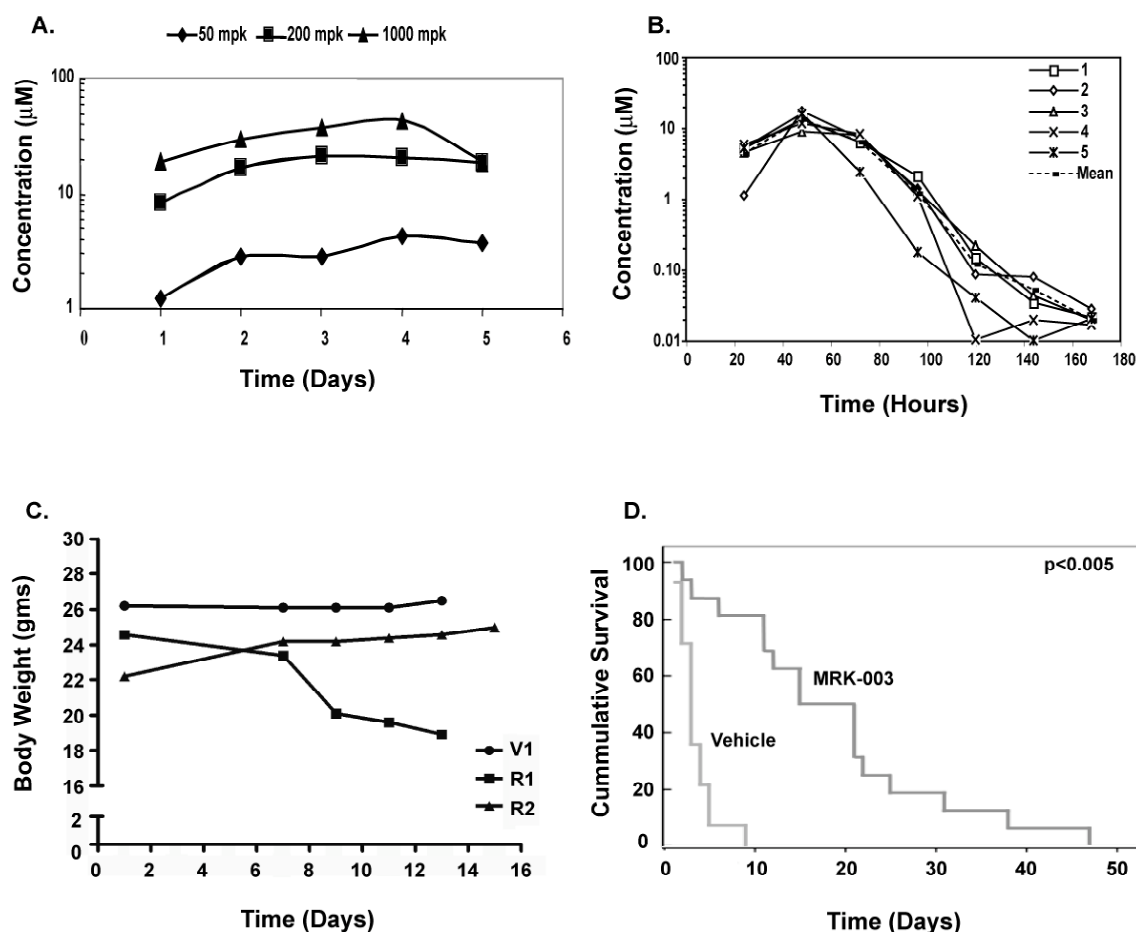 A.
50 mpk 200 mpk 1000 mpk
Concentration (μM)
100
10
1
0 1 2 3 4 5 6
Time (Days)
B.
Concentration (μM)
100
10
1
0.10
0.01
0 20 40 60 80 100 120 140 160 180
Time (Hours)
1
2
3
4
5
Mean
C.
Body Weight (gms)
30
28
26
24
22
20
18
16
2
0
0 2 4 6 8 10 12 14 16
Time (Days)
V1
R1
R2
D.
Cummulative Survival
100
80
60
40
20
0
0 10 20 30 40 50
Time (Days)
p<0.005
MRK-003
Vehicle